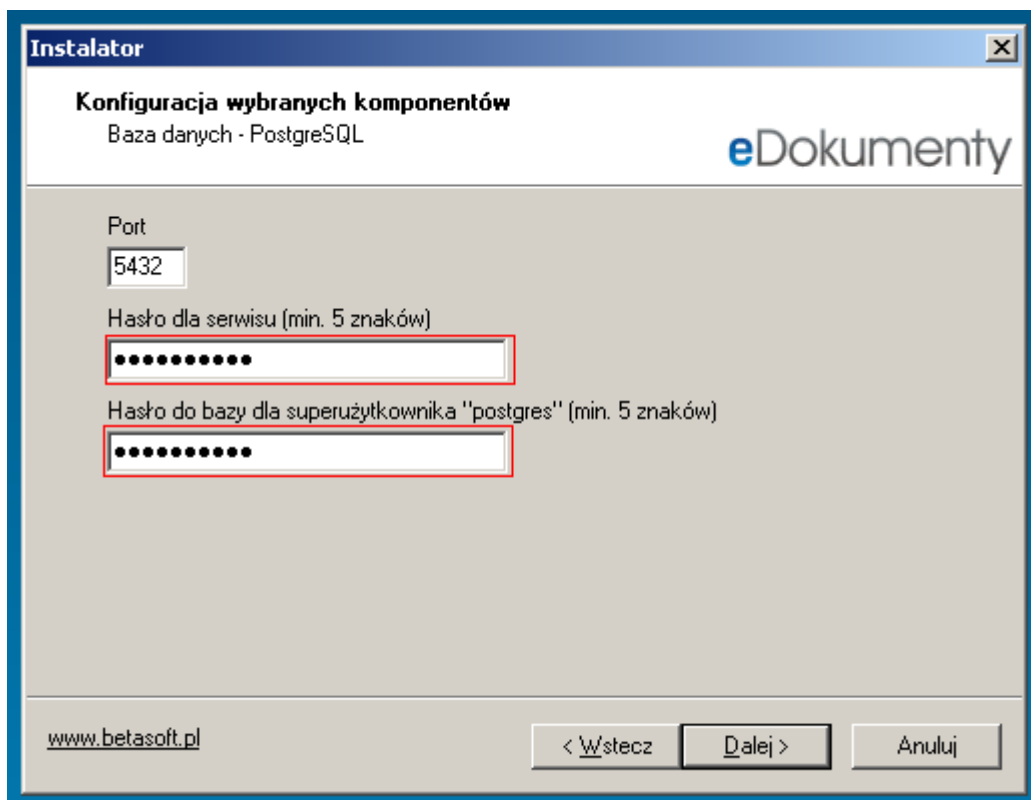 Instalator
Konfiguracja wybranych komponentów
Baza danych - PostgreSQL
eDokumenty
Port
5432
Hasło dla serwisu (min. 5 znaków)
••••••••••
Hasło do bazy dla superużytkownika "postgres" (min. 5 znaków)
••••••••••
www.betasoft.pl
< Wstecz
Dalej >
Anuluj